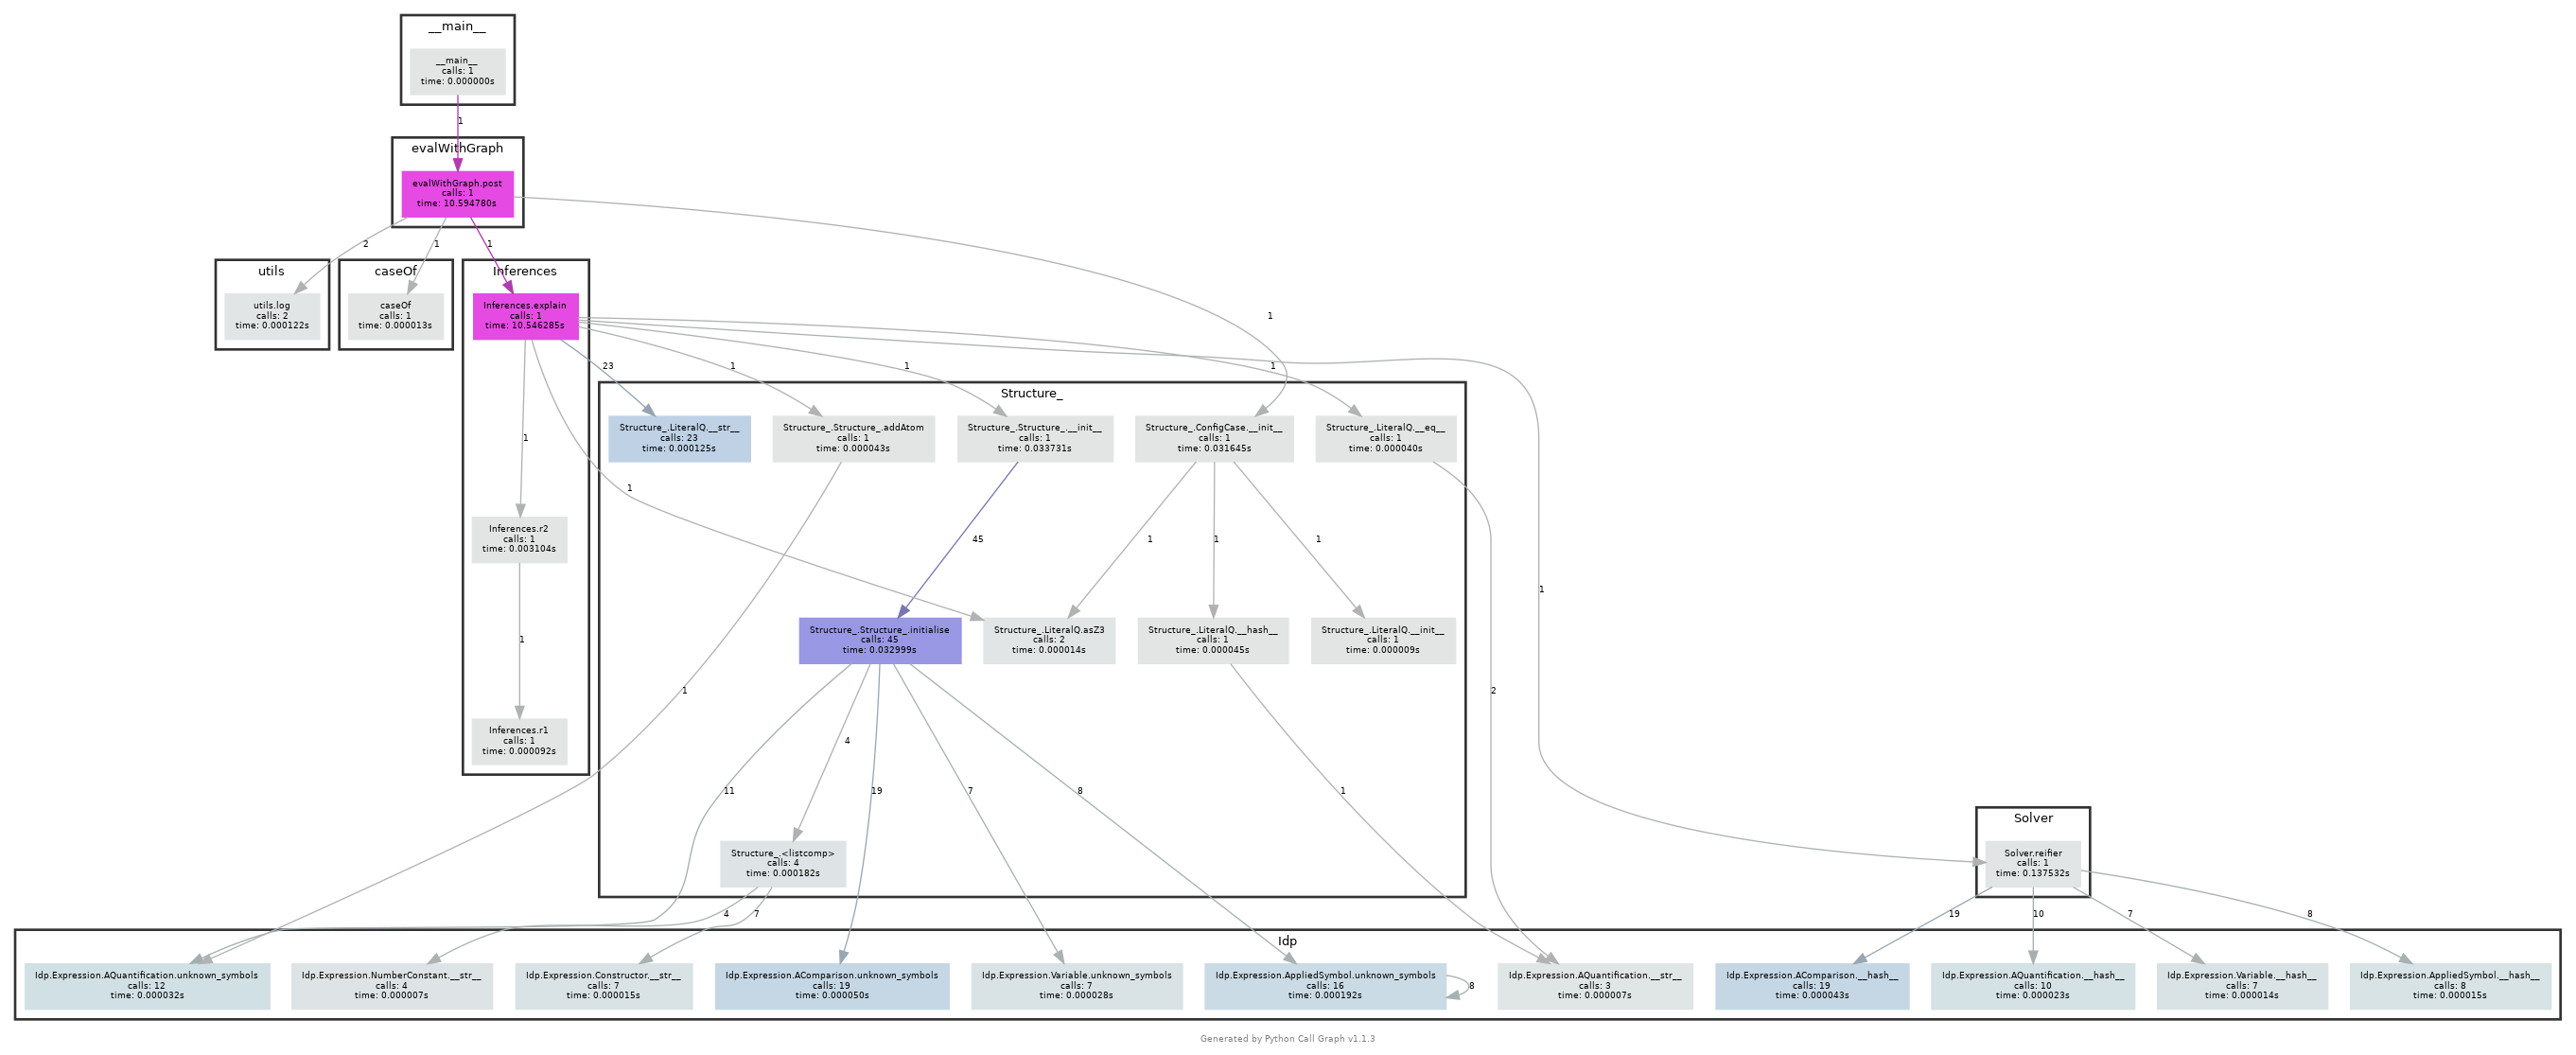 __main__
__main__
calls: 1
time: 0.000000s
1
evalWithGraph
evalWithGraph.post
calls: 1
time: 10.594780s
2
1
1
1
utils
utils.log
calls: 2
time: 0.000122s
caseOf
caseOf
calls: 1
time: 0.000013s
Inferences
Inferences.explain
calls: 1
time: 10.546285s
23
1
1
1
1
1
1
Structure_
Structure_.LiteralQ.__str__
calls: 23
time: 0.000125s
Structure_.Structure_.addAtom
calls: 1
time: 0.000043s
Structure_.Structure_.__init__
calls: 1
time: 0.033731s
Structure_.ConfigCase.__init__
calls: 1
time: 0.031645s
Structure_.LiteralQ.__eq__
calls: 1
time: 0.000040s
Inferences.r2
calls: 1
time: 0.003104s
45
1
1
1
1
Structure_.Structure_.initialise
calls: 45
time: 0.032999s
Structure_.LiteralQ.asZ3
calls: 2
time: 0.000014s
Structure_.LiteralQ.__hash__
calls: 1
time: 0.000045s
Structure_.LiteralQ.__init__
calls: 1
time: 0.000009s
1
2
Inferences.r1
calls: 1
time: 0.000092s
11
4
19
7
8
1
Structure_.<listcomp>
calls: 4
time: 0.000182s
Solver
Solver.reifier
calls: 1
time: 0.137532s
4
7
19
10
7
8
Idp
Idp.Expression.AQuantification.unknown_symbols
calls: 12
time: 0.000032s
Idp.Expression.NumberConstant.__str__
calls: 4
time: 0.000007s
Idp.Expression.Constructor.__str__
calls: 7
time: 0.000015s
Idp.Expression.AComparison.unknown_symbols
calls: 19
time: 0.000050s
Idp.Expression.Variable.unknown_symbols
calls: 7
time: 0.000028s
Idp.Expression.AppliedSymbol.unknown_symbols
calls: 16
time: 0.000192s
8
Idp.Expression.AQuantification.__str__
calls: 3
time: 0.000007s
Idp.Expression.AComparison.__hash__
calls: 19
time: 0.000043s
Idp.Expression.AQuantification.__hash__
calls: 10
time: 0.000023s
Idp.Expression.Variable.__hash__
calls: 7
time: 0.000014s
Idp.Expression.AppliedSymbol.__hash__
calls: 8
time: 0.000015s
Generated by Python Call Graph v1.1.3